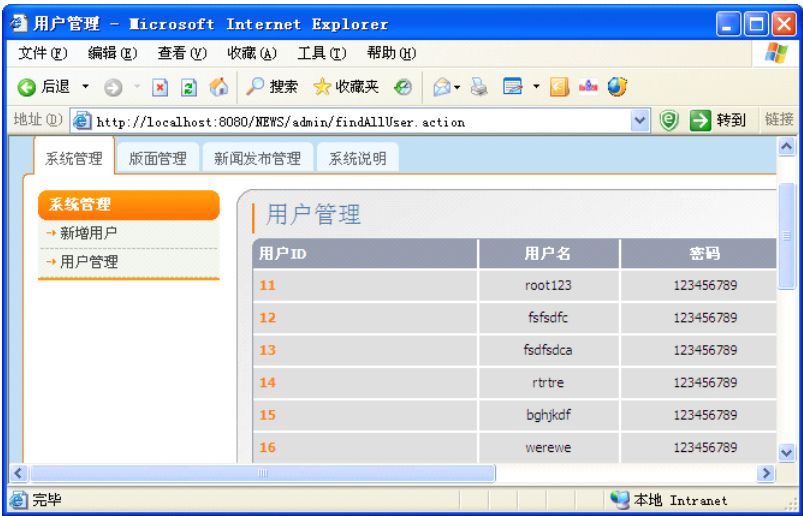 用户管理 - Microsoft Internet Explorer
文件(F) 编辑(E) 查看(V) 收藏(A) 工具(T) 帮助(H)
后退 搜索 收藏夹
地址(D) http://localhost:8080/NEWS/admin/findAllUser.action 转到 链接
系统管理 版面管理 新闻发布管理 系统说明
系统管理
新增用户
用户管理
用户管理
用户ID 用户名 密码
11 root123 123456789
12 fsfsdfc 123456789
13 fsdfsdca 123456789
14 rtrtre 123456789
15 bghjkdf 123456789
16 werewe 123456789
完毕 本地 Intranet